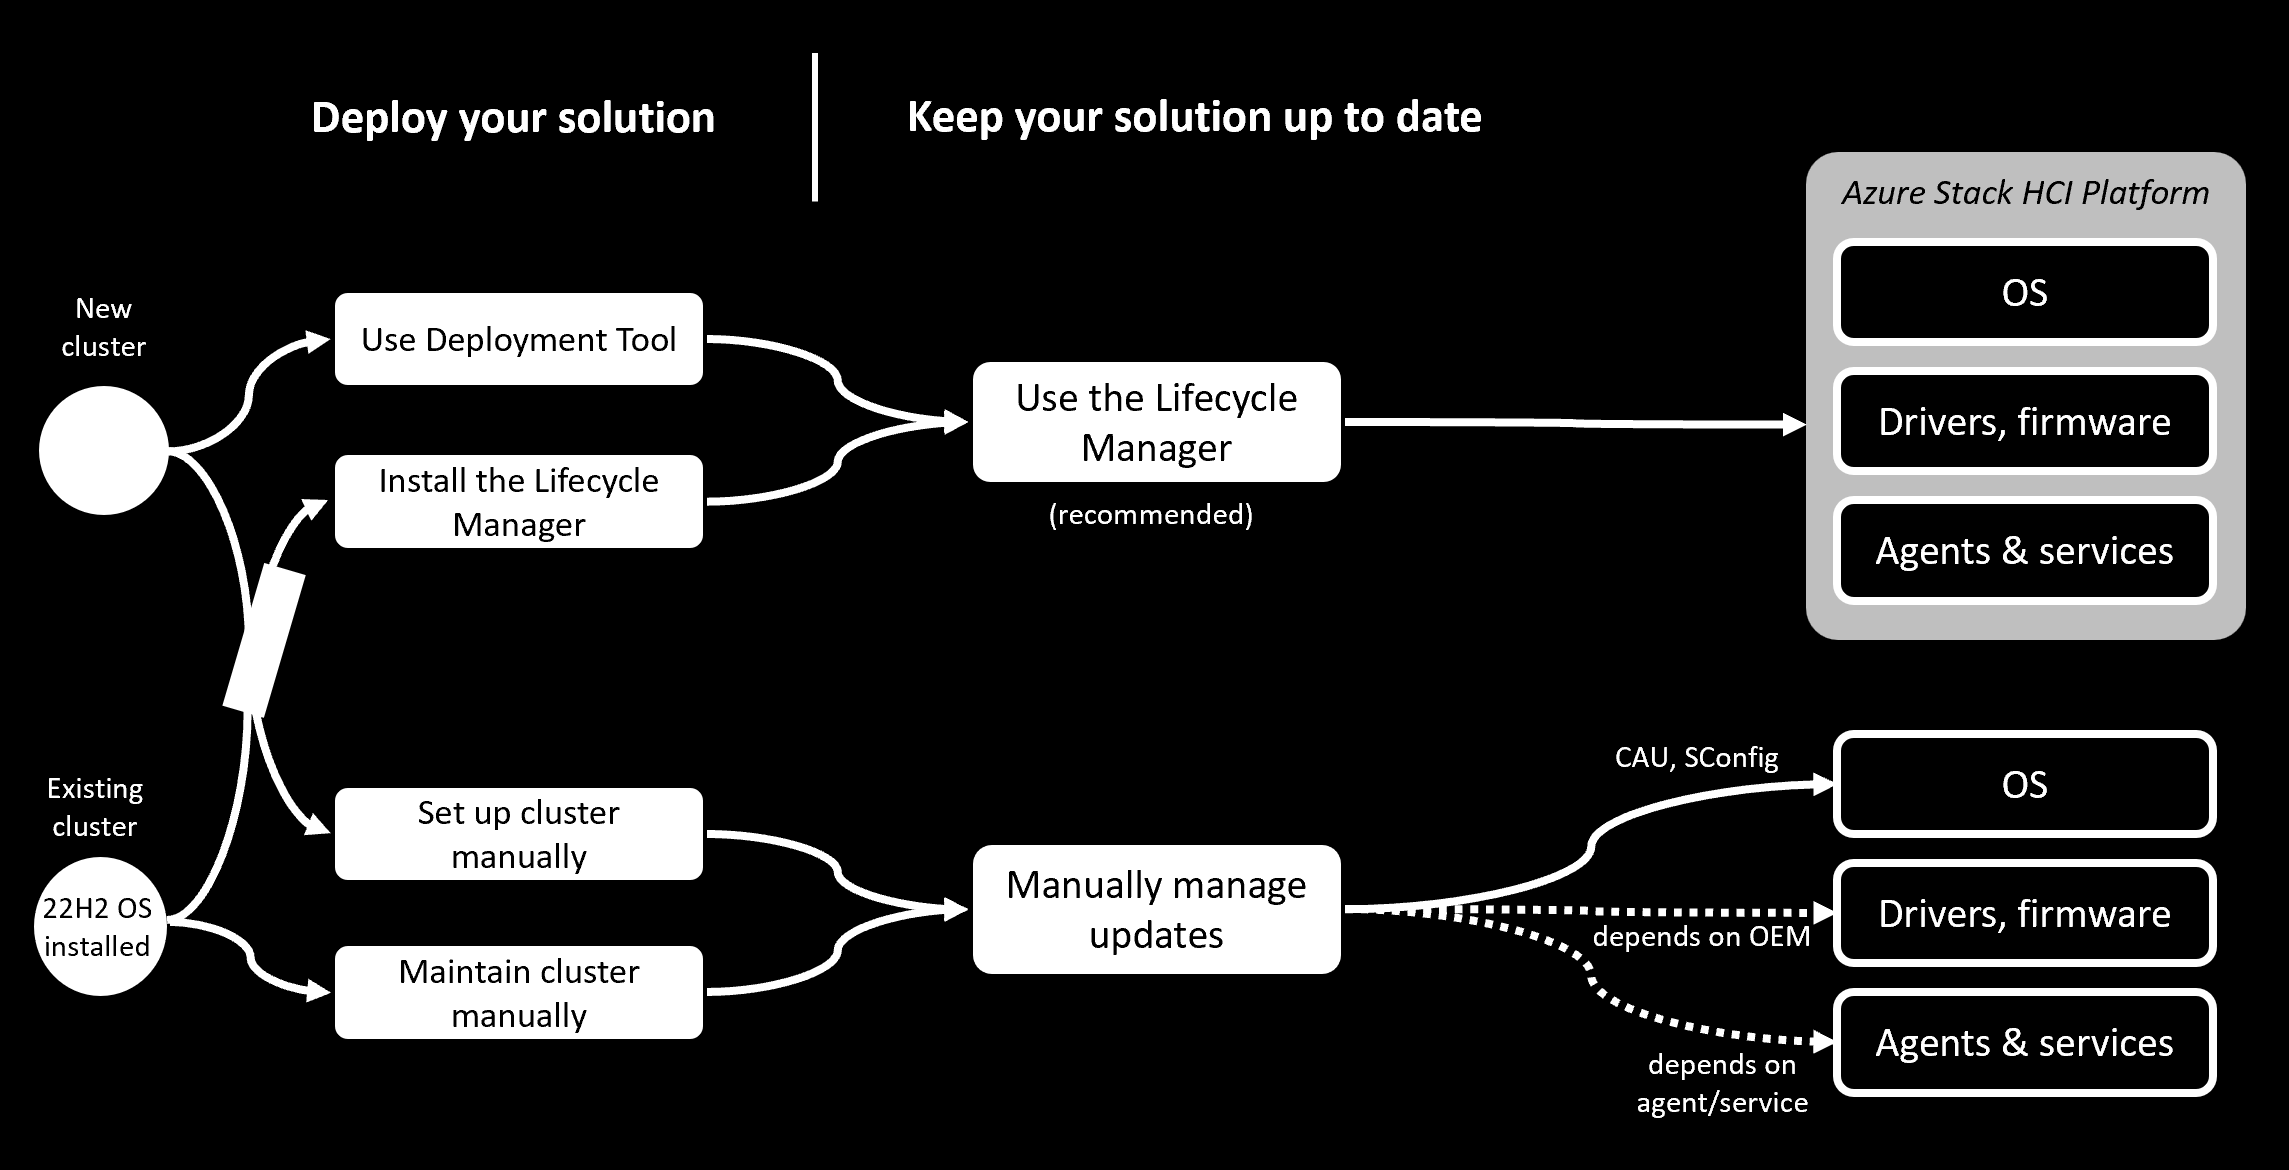 Deploy your solution
Keep your solution up to date
Azure Stack HCI Platform
OS
Drivers, firmware
Agents & services
New
cluster
Use Deployment Tool
Install the Lifecycle
Manager
Use the Lifecycle
Manager
(recommended)
Existing
cluster
22H2 OS
installed
Set up cluster
manually
Maintain cluster
manually
Manually manage
updates
CAU, SConfig
OS
depends on OEM
Drivers, firmware
depends on
agent/service
Agents & services